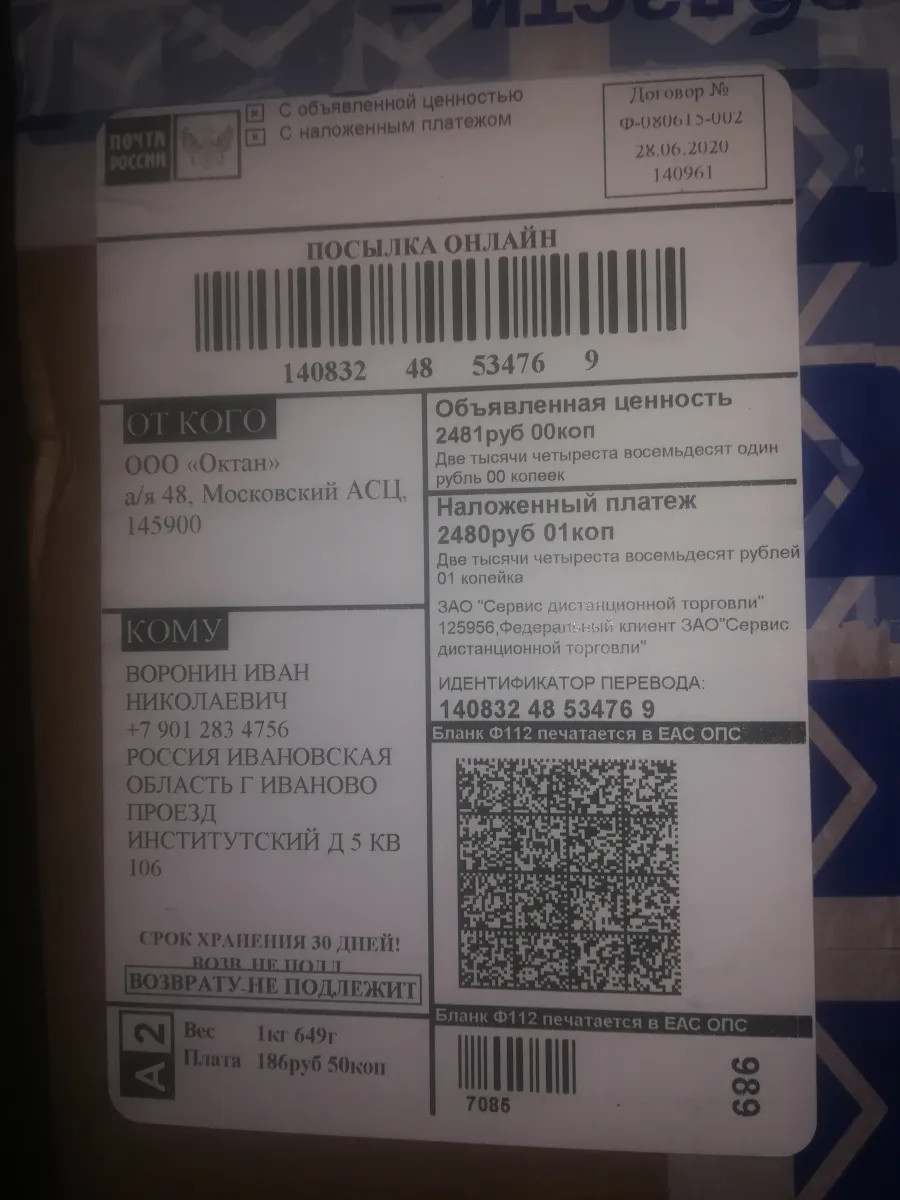 ПОЧТА
РОССИИ
С объявленной ценностью
С наложенным платежом
Договор №
Ф-080615-002
28.06.2020
140961
ПОСЫЛКА ОНЛАЙН
140832 48 53476 9
ОТ КОГО
ООО «Октан»
а/я 48, Московский АСЦ,
145900
Объявленная ценность
2481руб 00коп
Две тысячи четыреста восемьдесят один
рубль 00 копеек
Наложенный платеж
2480руб 01коп
Две тысячи четыреста восемьдесят рублей
01 копейка
ЗАО "Сервис дистанционной торговли"
125956,Федеральный клиент ЗАО"Сервис
дистанционной торговли"
ИДЕНТИФИКАТОР ПЕРЕВОДА:
140832 48 53476 9
Бланк Ф112 печатается в ЕАС ОПС
КОМУ
ВОРОНИН ИВАН
НИКОЛАЕВИЧ
+7 901 283 4756
РОССИЯ ИВАНОВСКАЯ
ОБЛАСТЬ Г ИВАНОВО
ПРОЕЗД
ИНСТИТУТСКИЙ Д 5 КВ
106
СРОК ХРАНЕНИЯ 30 ДНЕЙ!
ВОЗВРАТУ НЕ ПОДЛЕЖИТ
A2
Вес 1кг 649г
Плата 186руб 50коп
Бланк Ф112 печатается в ЕАС ОПС
7085
989